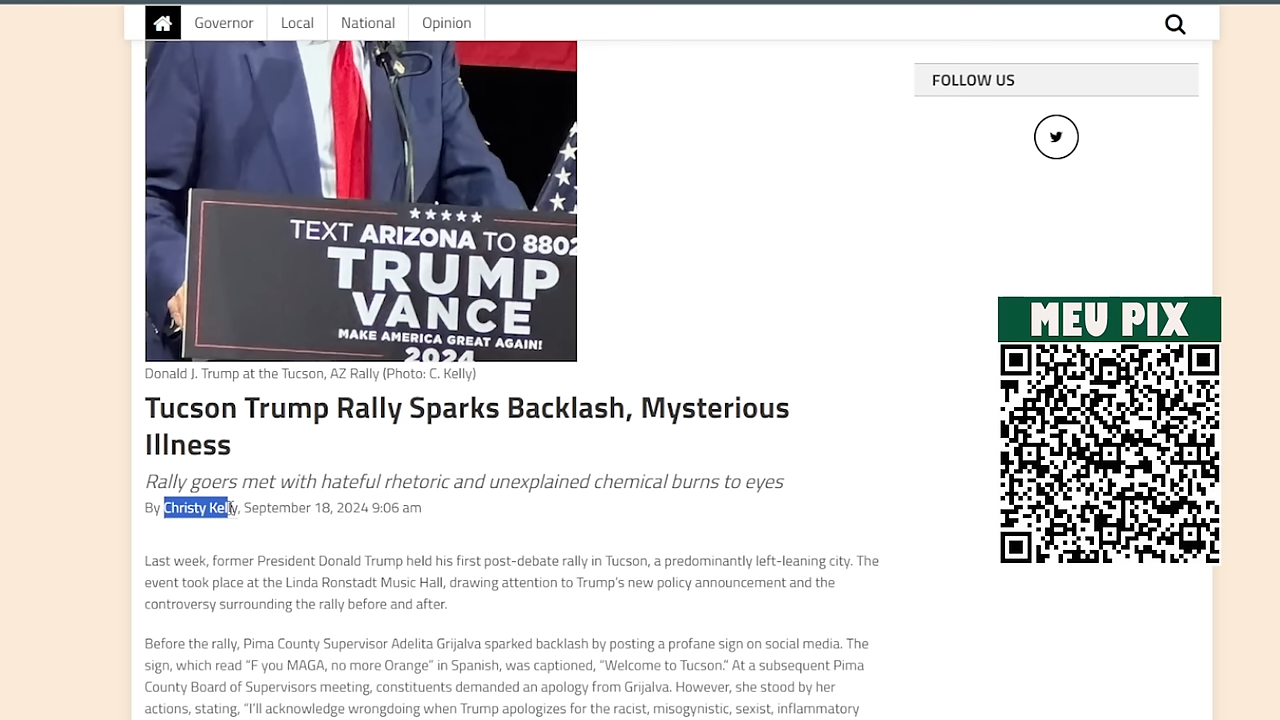 Governor Local National Opinion
FOLLOW US
TEXT ARIZONA TO 8802
TRUMP
VANCE
MAKE AMERICA GREAT AGAIN!
2024
MEU PIX
Donald J. Trump at the Tucson, AZ Rally (Photo: C. Kelly)
Tucson Trump Rally Sparks Backlash, Mysterious
Illness
Rally goers met with hateful rhetoric and unexplained chemical burns to eyes
By Christy Kelly, September 18, 2024 9:06 am
Last week, former President Donald Trump held his first post-debate rally in Tucson, a predominantly left-leaning city. The
event took place at the Linda Ronstadt Music Hall, drawing attention to Trump's new policy announcement and the
controversy surrounding the rally before and after.
Before the rally, Pima County Supervisor Adelita Grijalva sparked backlash by posting a profane sign on social media. The
sign, which read “F you MAGA, no more Orange” in Spanish, was captioned, “Welcome to Tucson.” At a subsequent Pima
County Board of Supervisors meeting, constituents demanded an apology from Grijalva. However, she stood by her
actions, stating, “I'll acknowledge wrongdoing when Trump apologizes for the racist, misogynistic, sexist, inflammatory